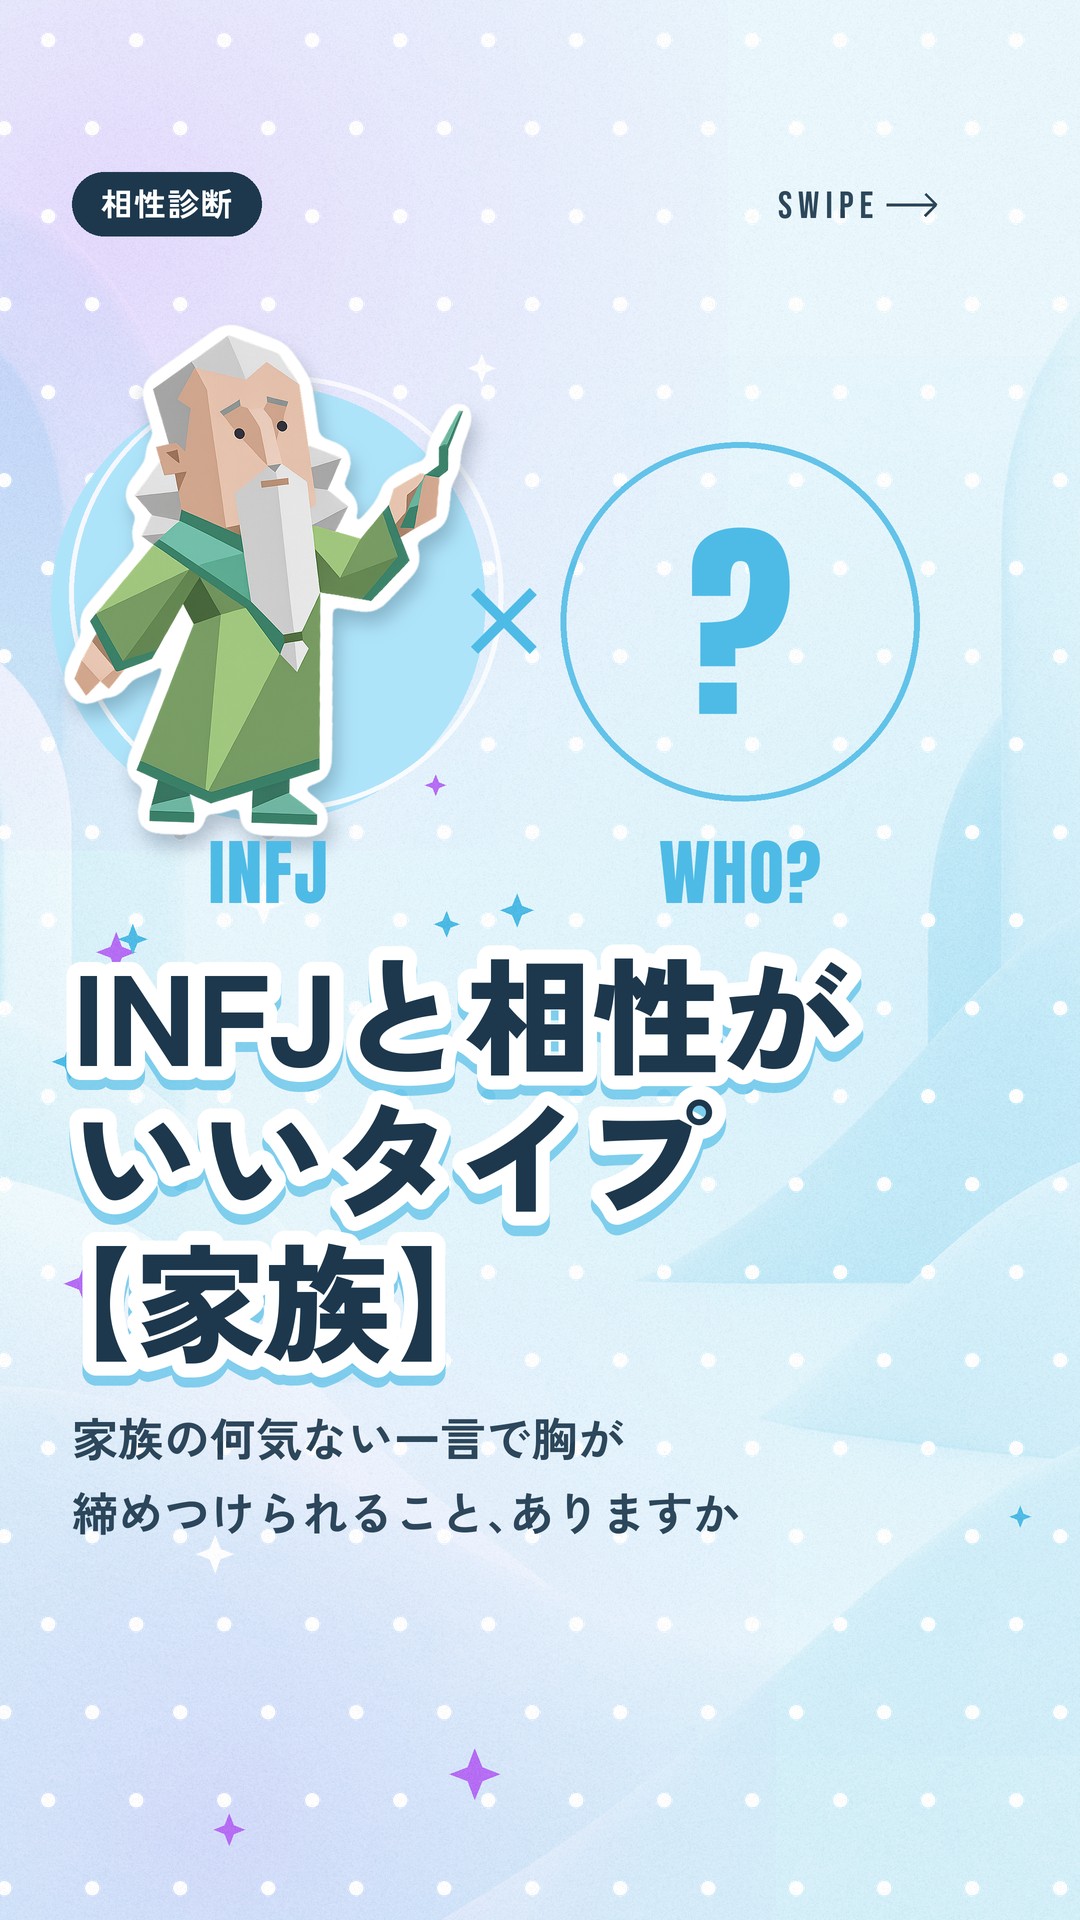 相性診断
SWIPE →
?
×
INFJ
WHO?
INFJと相性が
いいタイプ
【家族】
家族の何気ない一言で胸が
締めつけられること、ありますか